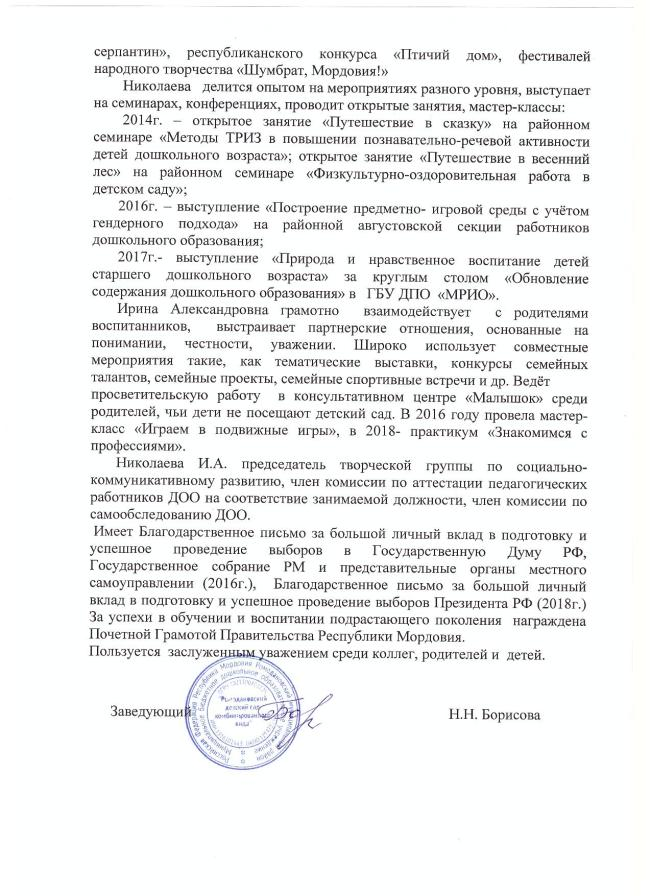 серпантин», республиканского конкурса «Птичий дом», фестивалей
народного творчества «Шумбрат, Мордовия!»
Николаева делится опытом на мероприятиях разного уровня, выступает
на семинарах, конференциях, проводит открытые занятия, мастер-классы:
2014г. – открытое занятие «Путешествие в сказку» на районном
семинаре «Методы ТРИЗ в повышении познавательно-речевой активности
детей дошкольного возраста»; открытое занятие «Путешествие в весенний
лес» на районном семинаре «Физкультурно-оздоровительная работа в
детском саду»;
2016г. – выступление «Построение предметно- игровой среды с учётом
гендерного подхода» на районной августовской секции работников
дошкольного образования;
2017г.- выступление «Природа и нравственное воспитание детей
старшего дошкольного возраста» за круглым столом «Обновление
содержания дошкольного образования» в ГБУ ДПО «МРИО».
Ирина Александровна грамотно взаимодействует с родителями
воспитанников, выстраивает партнерские отношения, основанные на
понимании, честности, уважении. Широко использует совместные
мероприятия такие, как тематические выставки, конкурсы семейных
талантов, семейные проекты, семейные спортивные встречи и др. Ведёт
просветительскую работу в консультативном центре «Малышок» среди
родителей, чьи дети не посещают детский сад. В 2016 году провела мастер-
класс «Играем в подвижные игры», в 2018- практикум «Знакомимся с
профессиями».
Николаева И.А. председатель творческой группы по социально-
коммуникативному развитию, член комиссии по аттестации педагогических
работников ДОО на соответствие занимаемой должности, член комиссии по
самообследованию ДОО.
Имеет Благодарственное письмо за большой личный вклад в подготовку и
успешное проведение выборов в Государственную Думу РФ,
Государственное собрание РМ и представительные органы местного
самоуправлении (2016г.), Благодарственное письмо за большой личный
вклад в подготовку и успешное проведение выборов Президента РФ (2018г.)
За успехи в обучении и воспитании подрастающего поколения награждена
Почетной Грамотой Правительства Республики Мордовия.
Пользуется заслуженным уважением среди коллег, родителей и детей.
Заведующий Н.Н. Борисова
детский сад
комбинированного
вида"